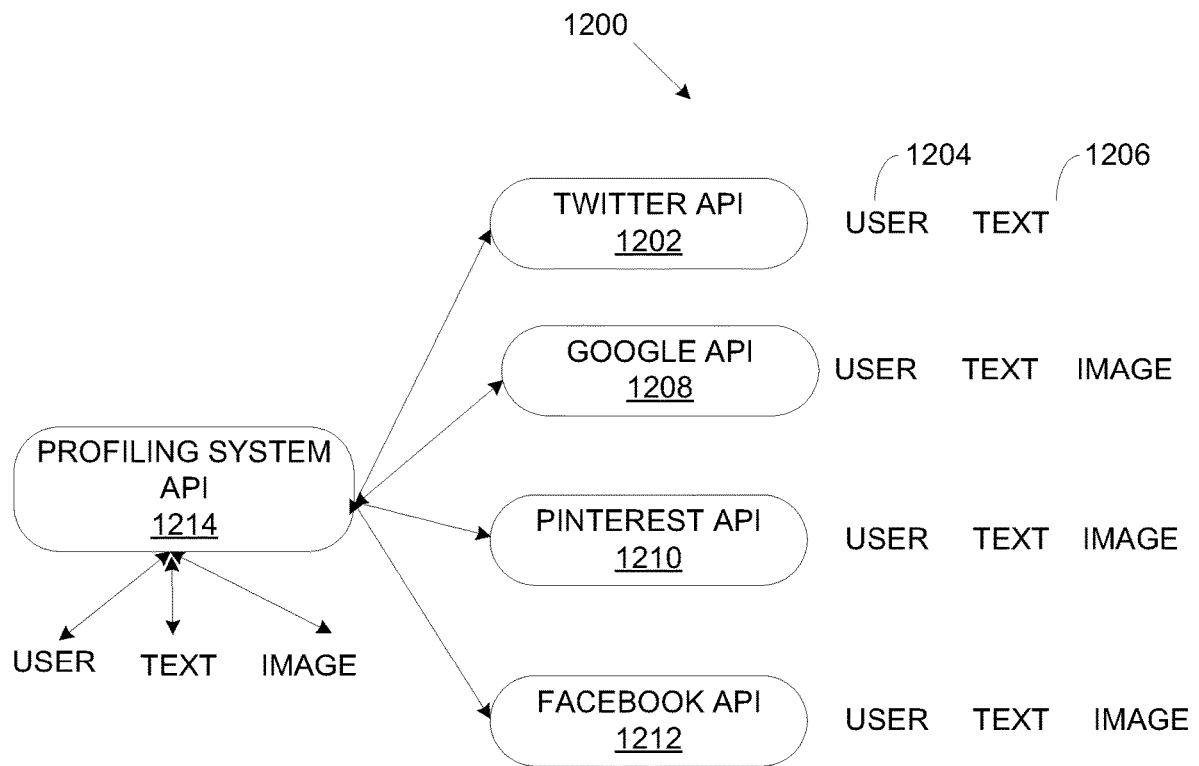 1200
1204 1206
TWITTER API
1202
USER TEXT
GOOGLE API
1208
USER TEXT IMAGE
PROFILING SYSTEM
API
1214
PINTEREST API
1210
USER TEXT IMAGE
USER TEXT IMAGE
FACEBOOK API
1212
USER TEXT IMAGE